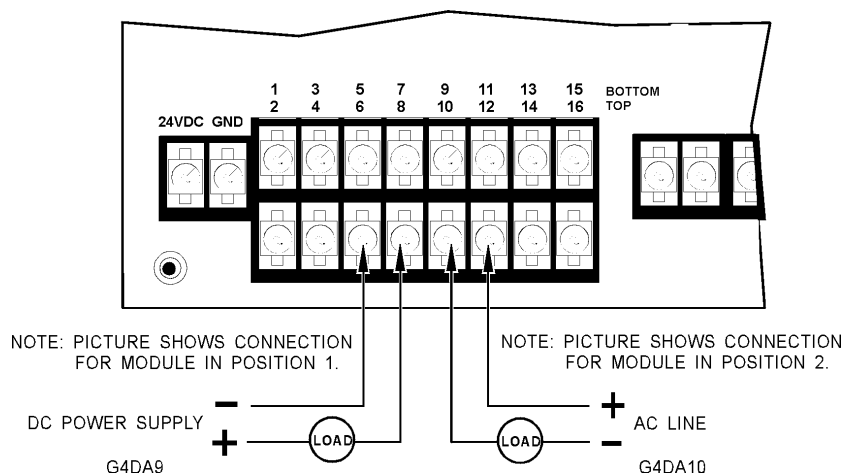 1 3 5 7 9 11 13 15 BOTTOM
2 4 6 8 10 12 14 16 TOP
24VDC GND
NOTE: PICTURE SHOWS CONNECTION
FOR MODULE IN POSITION 1.
NOTE: PICTURE SHOWS CONNECTION
FOR MODULE IN POSITION 2.
DC POWER SUPPLY
−
+
LOAD
G4DA9
LOAD
+
−
AC LINE
G4DA10